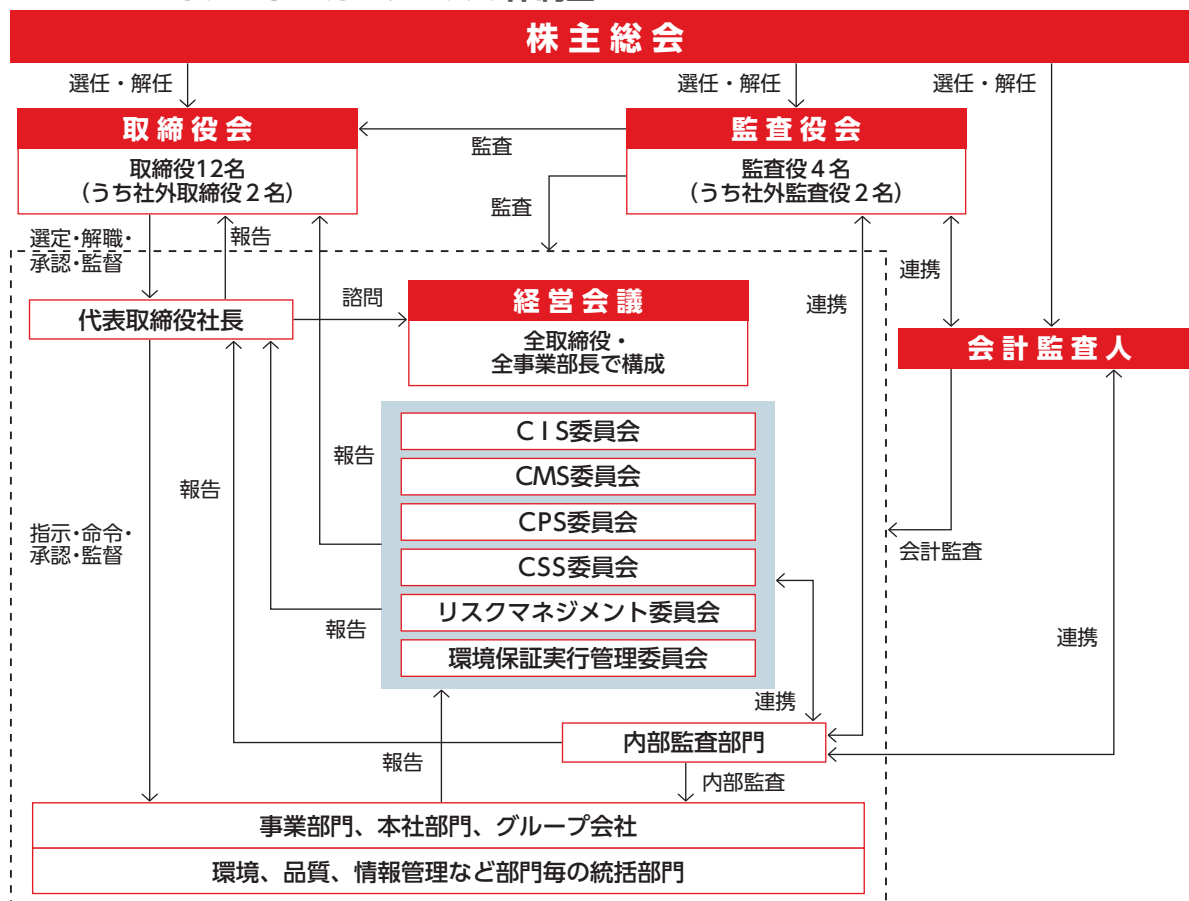 株主総会
選任・解任
選任・解任
選任・解任
取締役会
取締役12名
（うち社外取締役２名）
監査
監査役会
監査役４名
（うち社外監査役２名）
監査
選定・解職・
承認・監督
報告
連携
連携
代表取締役社長
諮問
経営会議
全取締役・
全事業部長で構成
会計監査人
CIS委員会
CMS委員会
CPS委員会
CSS委員会
リスクマネジメント委員会
環境保証実行管理委員会
報告
報告
報告
指示・命令・
承認・監督
会計監査
連携
連携
内部監査部門
報告
内部監査
事業部門、本社部門、グループ会社
環境、品質、情報管理など部門毎の統括部門